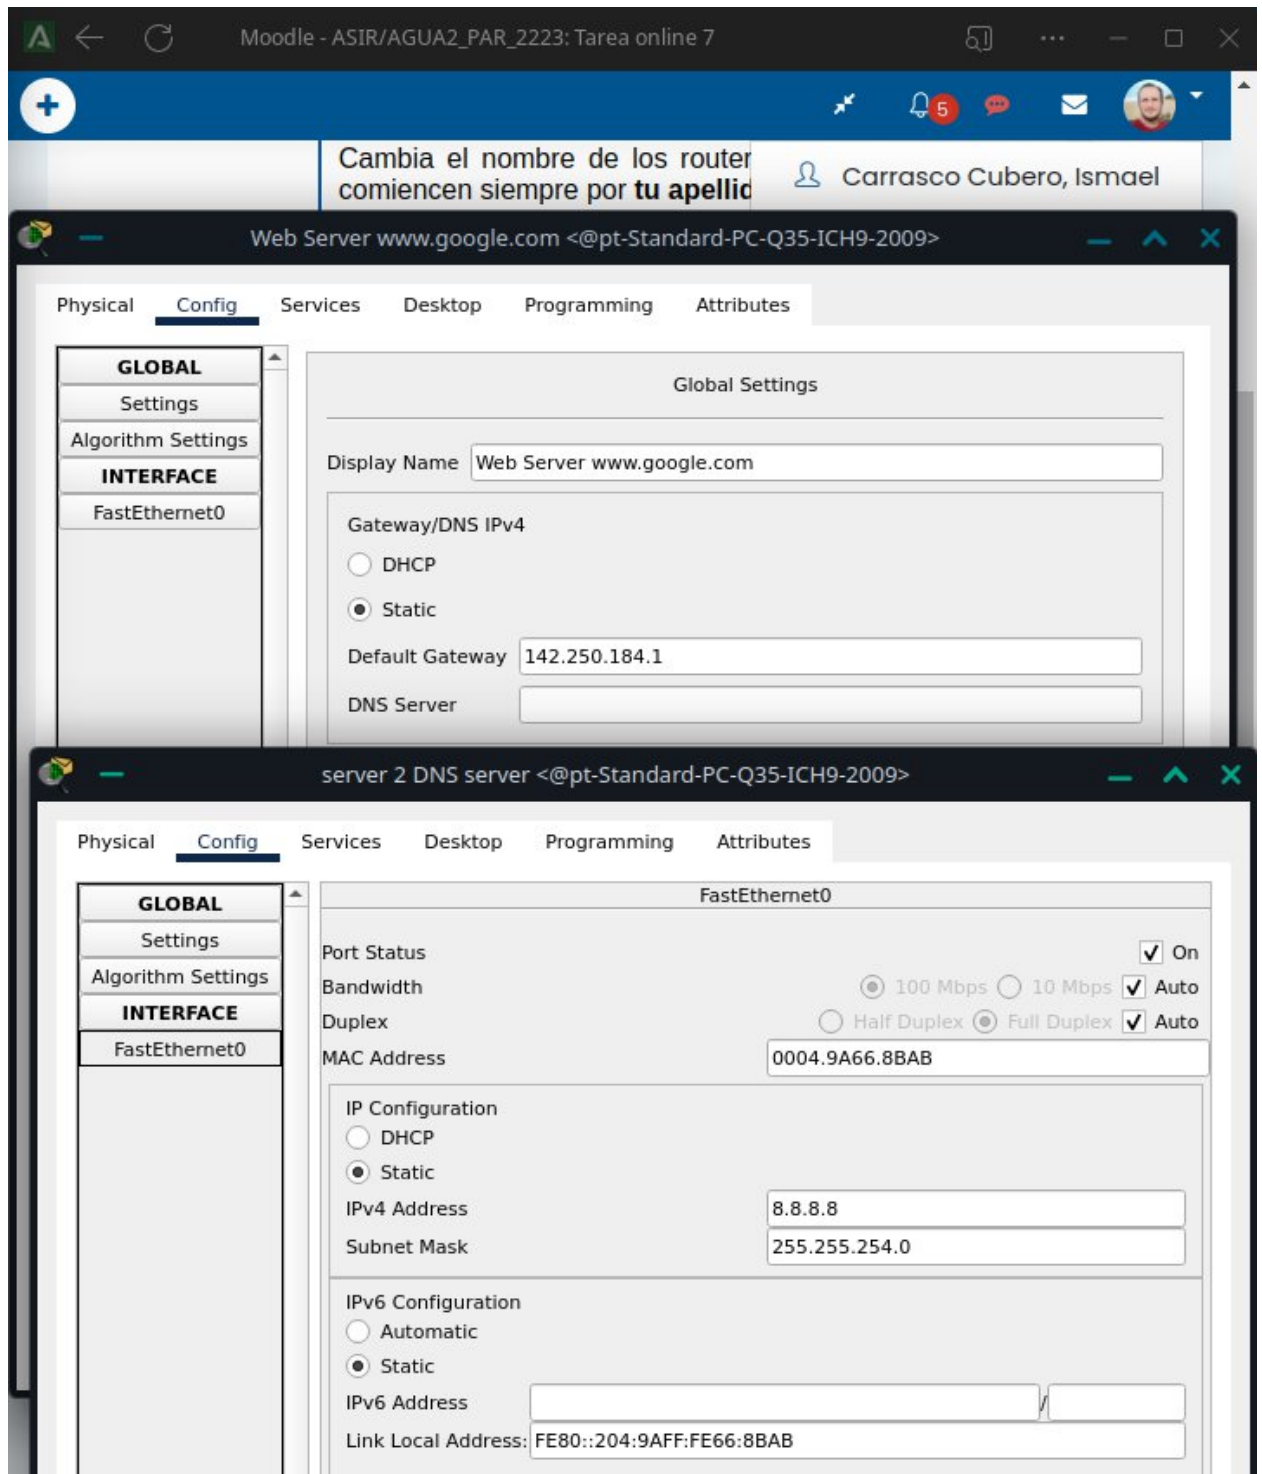 Moodle - ASIR/AGUA2_PAR_2223: Tarea online 7
5
Cambia el nombre de los router
comiencen siempre por tu apellid
Carrasco Cubero, Ismael
Web Server www.google.com <@pt-Standard-PC-Q35-ICH9-2009>
Physical Config Services Desktop Programming Attributes
GLOBAL
Settings
Algorithm Settings
INTERFACE
FastEthernet0
Global Settings
Display Name Web Server www.google.com
Gateway/DNS IPv4
DHCP
Static
Default Gateway 142.250.184.1
DNS Server
server 2 DNS server <@pt-Standard-PC-Q35-ICH9-2009>
Physical Config Services Desktop Programming Attributes
GLOBAL
Settings
Algorithm Settings
INTERFACE
FastEthernet0
FastEthernet0
Port Status On
Bandwidth 100 Mbps 10 Mbps Auto
Duplex Half Duplex Full Duplex Auto
MAC Address 0004.9A66.8BAB
IP Configuration
DHCP
Static
IPv4 Address 8.8.8.8
Subnet Mask 255.255.254.0
IPv6 Configuration
Automatic
Static
IPv6 Address /
Link Local Address: FE80::204:9AFF:FE66:8BAB